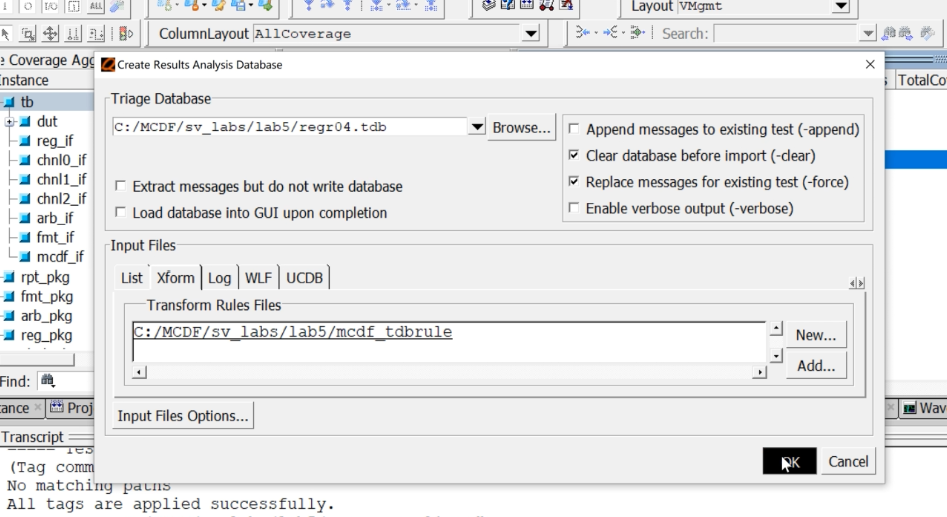 ALL
Layout VMgmt
ColumnLayout AllCoverage
Search:
Coverage Agg
Create Results Analysis Database
Instance
TotalCo
tb
dut
reg_if
chnl0_if
chnl1_if
chnl2_if
arb_if
fmt_if
mcdf_if
rpt_pkg
fmt_pkg
arb_pkg
reg_pkg
Triage Database
C:/MCDF/sv_labs/lab5/regr04.tdb
Browse...
Extract messages but do not write database
Load database into GUI upon completion
Append messages to existing test (-append)
Clear database before import (-clear)
Replace messages for existing test (-force)
Enable verbose output (-verbose)
Input Files
List Xform Log WLF UCDB
Transform Rules Files
C:/MCDF/sv_labs/lab5/mcdf_tdbrule
New...
Add...
Input Files Options...
OK
Cancel
Find:
tance
Proj
Wav
Transcript
(Tag comm
No matching paths
All tags are applied successfully.